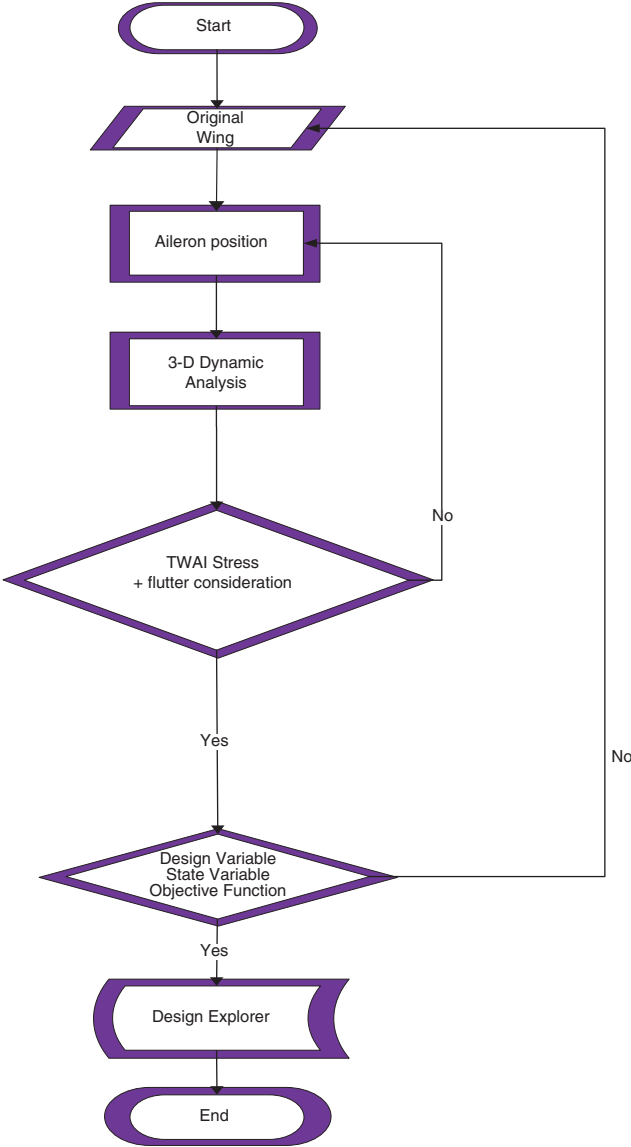 Start
Original
Wing
Aileron position
3-D Dynamic
Analysis
No
TWAI Stress
+ flutter consideration
Yes
No
Design Variable
State Variable
Objective Function
Yes
Design Explorer
End